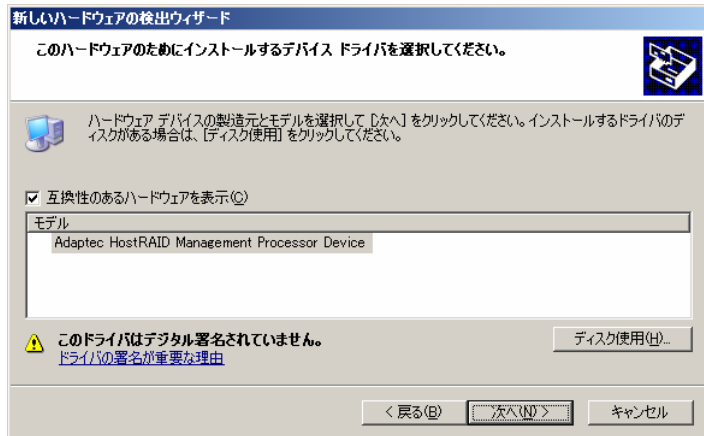 新しいハードウェアの検出ウィザード
このハードウェアのためにインストールするデバイス ドライバを選択してください。
ハードウェア デバイスの製造元とモデルを選択して [次へ] をクリックしてください。インストールするドライバのデ
ィスクがある場合は、[ディスク使用] をクリックしてください。
互換性のあるハードウェアを表示(C)
モデル
Adaptec HostRAID Management Processor Device
このドライバはデジタル署名されていません。
ドライバの署名が重要な理由
ディスク使用(H)...
< 戻る(B)
次へ(N) >
キャンセル